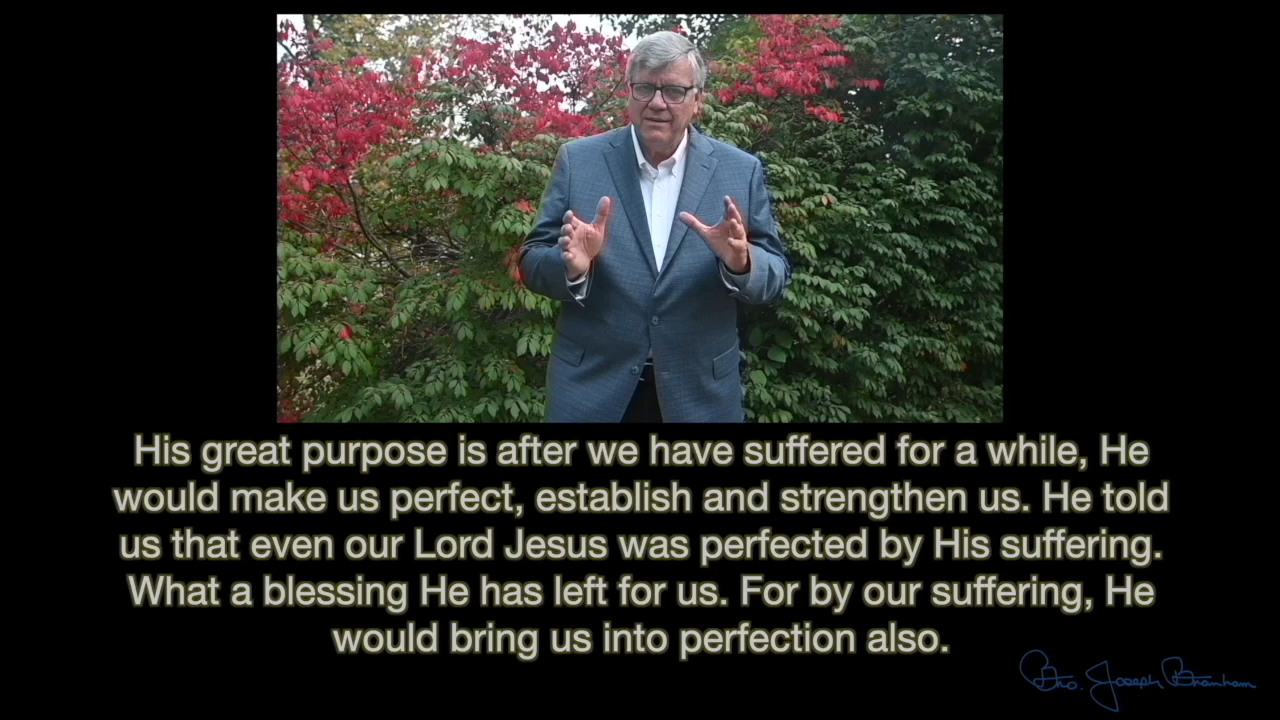 His great purpose is after we have suffered for a while, He
would make us perfect, establish and strengthen us. He told
us that even our Lord Jesus was perfected by His suffering.
What a blessing He has left for us. For by our suffering, He
would bring us into perfection also.
Bro. Joseph Branham